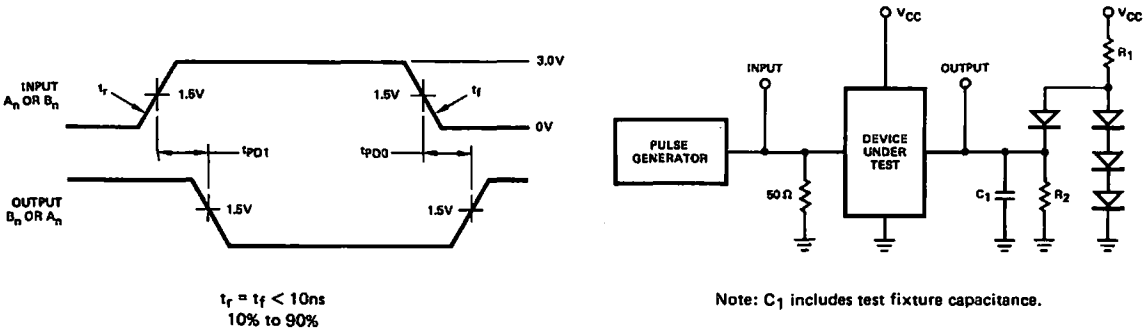 INPUT
An OR Bn
tr
1.5V
1.5V
tf
3.0V
0V
tPD1
tPD0
OUTPUT
Bn OR An
1.5V
1.5V
tr = tf < 10ns
10% to 90%
VCC
VCC
R1
INPUT
OUTPUT
PULSE
GENERATOR
DEVICE
UNDER
TEST
50 Ω
C1
R2
Note: C1 includes test fixture capacitance.